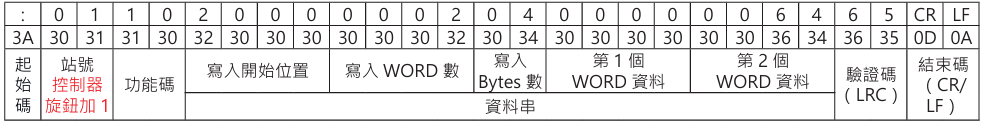 : 0 1 1 0 2 0 0 0 0 0 0 2 0 4 0 0 0 0 0 0 6 4 6 5 CR LF
3A 30 31 31 30 32 30 30 30 30 30 30 32 30 34 30 30 30 30 30 30 36 34 36 35 0D 0A
起
始
碼
站號
控制器
旋鈕加 1
功能碼
寫入開始位置
寫入 WORD 數
寫入
Bytes 數
第 1 個
WORD 資料
第 2 個
WORD 資料
資料串
驗證碼
（LRC）
結束碼
（CR/
LF）